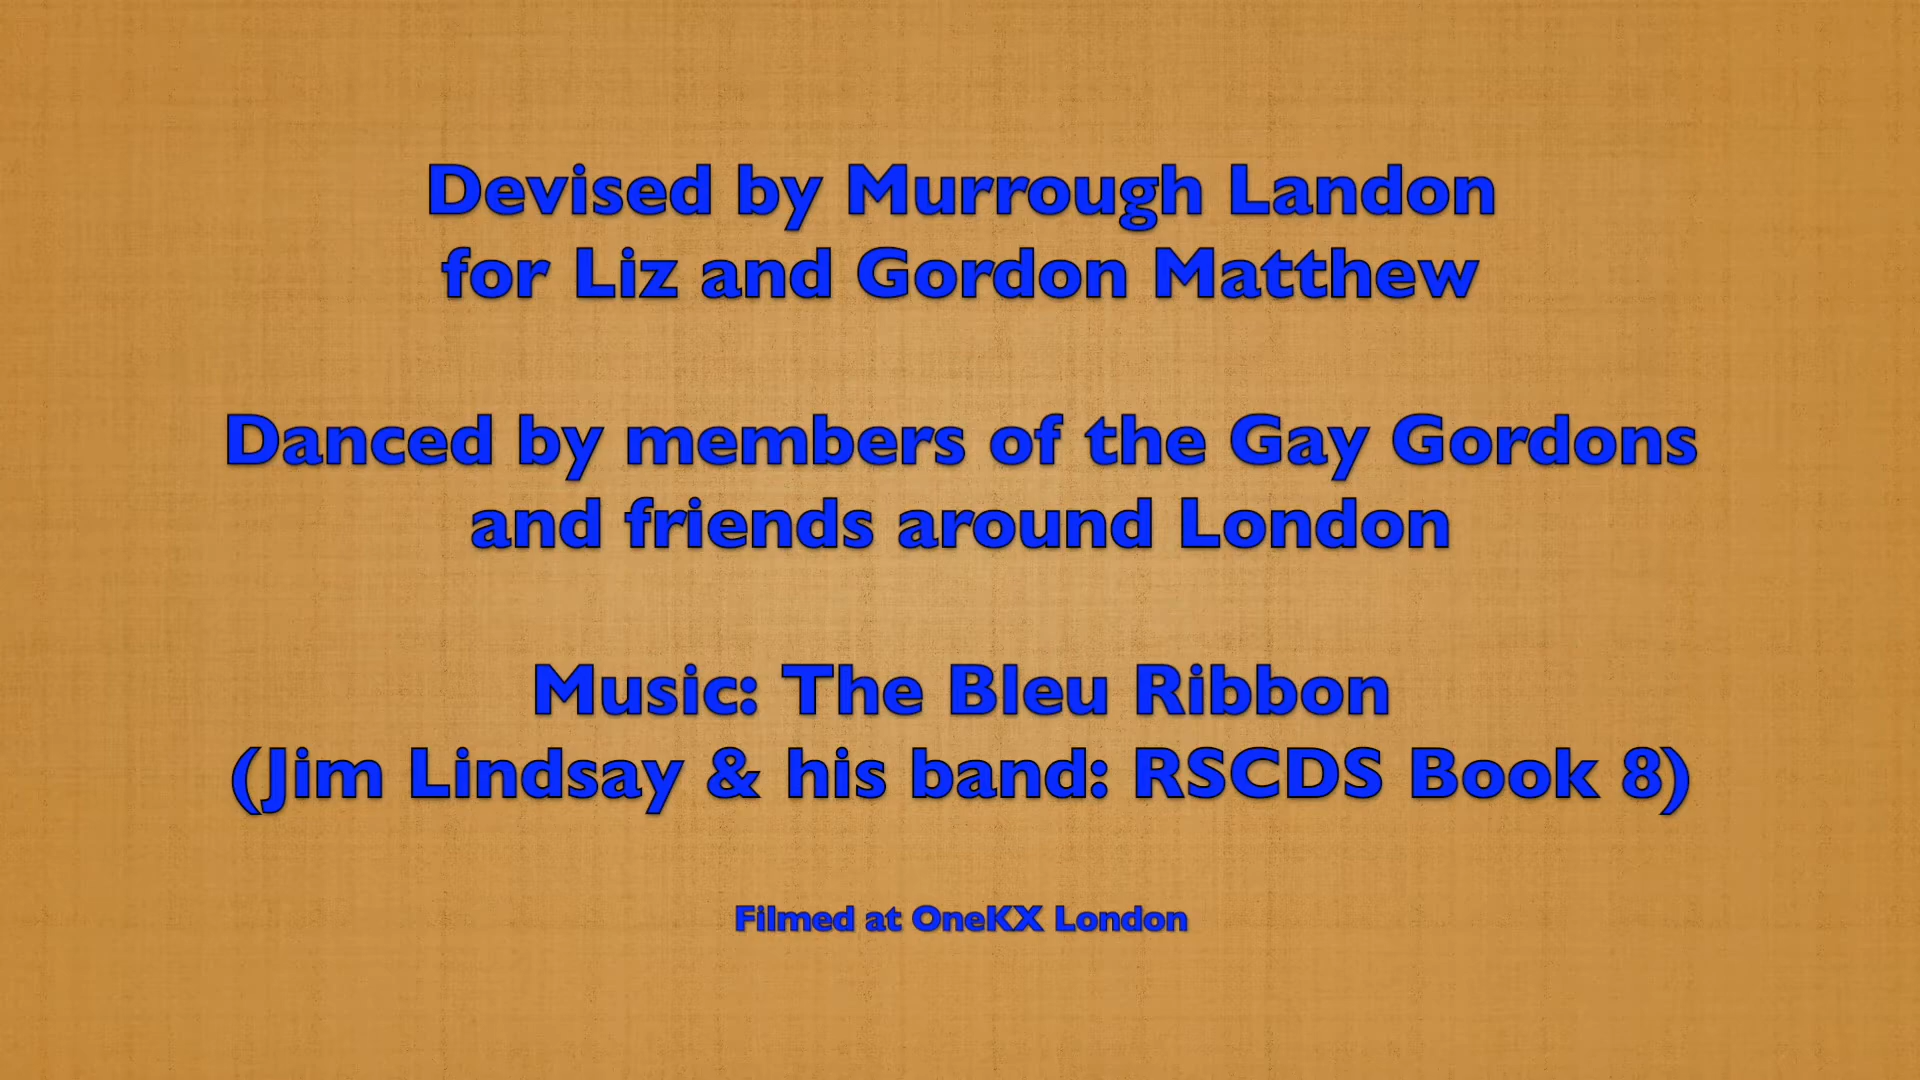 Devised by Murrough Landon
for Liz and Gordon Matthew
Danced by members of the Gay Gordons
and friends around London
Music: The Bleu Ribbon
(Jim Lindsay & his band: RSCDS Book 8)
Filmed at OneKX London